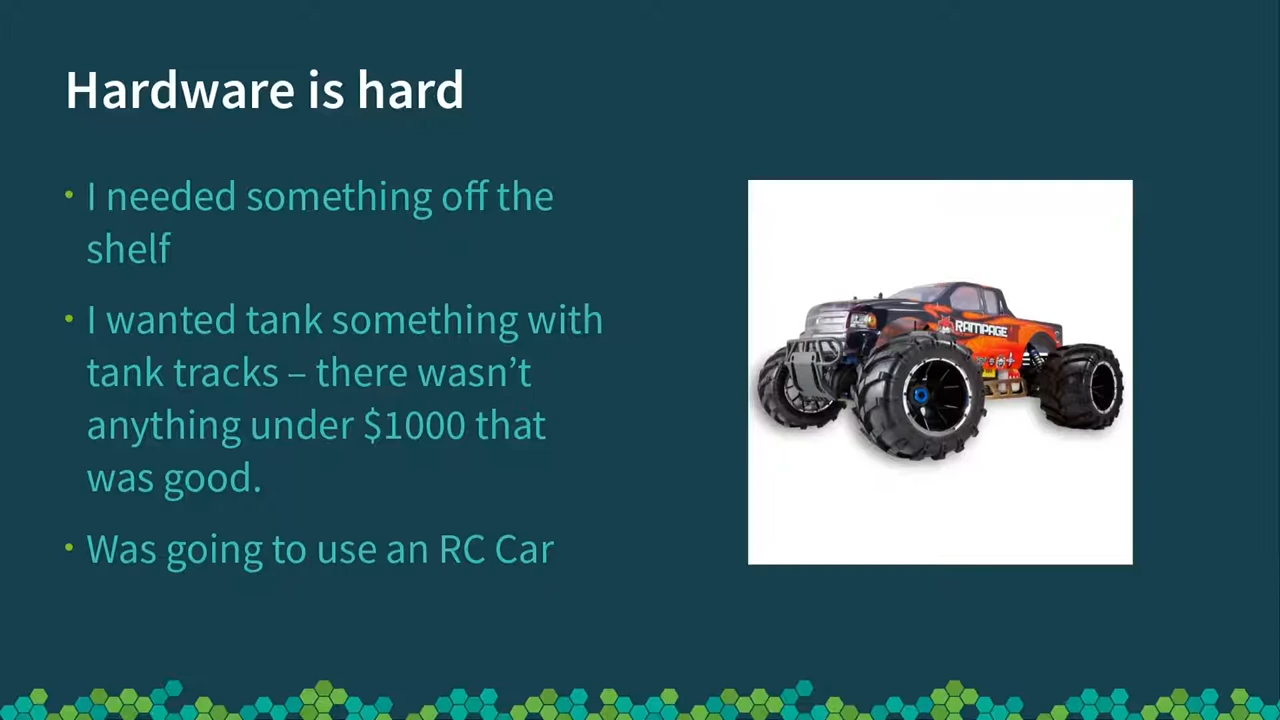 Hardware is hard
• I needed something off the
shelf
• I wanted tank something with
tank tracks – there wasn’t
anything under $1000 that
was good.
• Was going to use an RC Car
RAMPAGE